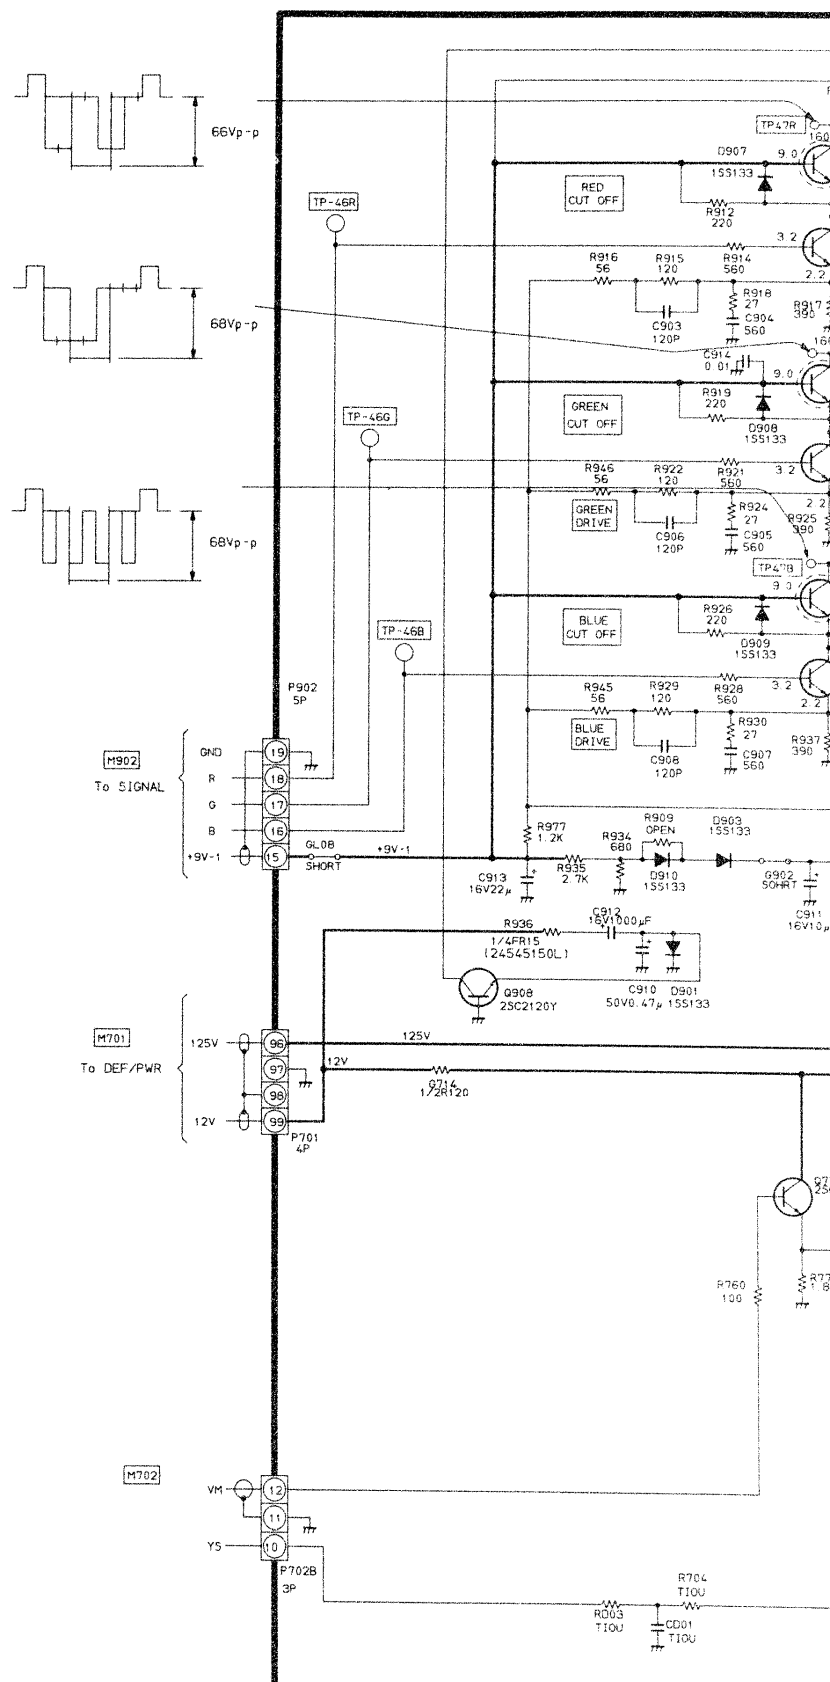 66Vp-p
TP47R
160
9.0
D907
1SS133
RED
CUT OFF
R912
220
TP-46R
3.2
2.2
R916
56
R915
120
R914
560
R918
27
C904
560
R917
390
C903
120P
68Vp-p
C914
0.01
160
9.0
R919
220
D908
1SS133
GREEN
CUT OFF
TP-46G
3.2
2.2
R946
56
R922
120
R921
560
GREEN
DRIVE
R924
27
C905
560
R925
390
C906
120P
68Vp-p
TP47B
9.0
R926
220
D909
1SS133
BLUE
CUT OFF
TP-46B
3.2
2.2
R945
56
R929
120
R928
560
BLUE
DRIVE
R930
27
C907
560
R937
390
C908
120P
P902
5P
M902
To SIGNAL
GND
19
R
18
G
17
B
16
+9V-1
15
GL08
SHORT
+9V-1
R977
1.2K
C913
16V22μ
R935
2.7K
R934
680
R909
OPEN
D910
1SS133
D903
1SS133
G902
SOHRT
C911
16V10μ
R936
1/4FR15
(24545150L)
C912
16V1000μF
C910
50V0.47μ
D901
1SS133
Q908
2SC2120Y
M701
To DEF/PWR
125V
96
125V
97
12V
98
12V
99
P701
4P
G714
1/2R120
R760
100
1.8
M702
VM
12
11
YS
10
P702B
3P
R704
TIOU
RD03
TIOU
CD01
TIOU